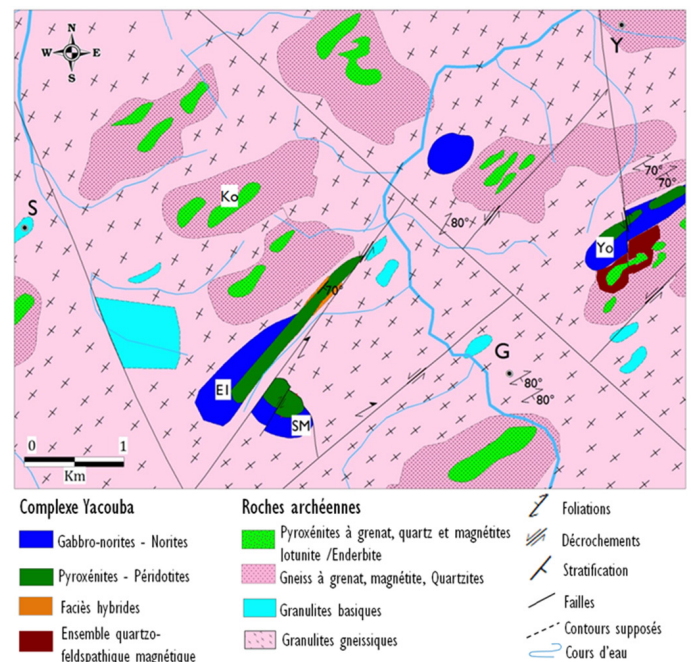 N
W E
S
Y
S
Ko
70°
70°
80°
Yo
70°
G
80°
80°
EI
SM
0 1
Km
Complexe Yacouba
Gabbro-norites - Norites
Pyroxénites - Péridotites
Faciès hybrides
Ensemble quartzo-
feldspathique magnétique
Roches archéennes
Pyroxénites à grenat, quartz et magnétites
Jotunite /Enderbite
Gneiss à grenat, magnétite, Quartzites
Granulites basiques
Granulites gneissiques
Foliations
Décrochements
Stratification
Failles
Contours supposés
Cours d'eau